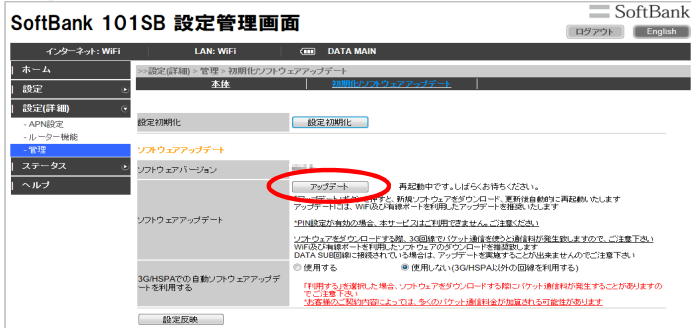 SoftBank 101SB 設定管理画面
SoftBank
ログアウト
English
インターネット: WiFi
LAN: WiFi
DATA MAIN
ホーム
設定
設定(詳細)
- APN設定
- ルーター機能
- 管理
ステータス
ヘルプ
>>設定(詳細) > 管理 > 初期化/ソフトウェアアップデート
本体
初期化/ソフトウェアアップデート
設定初期化
設定初期化
ソフトウェアアップデート
ソフトウェアバージョン
ソフトウェアアップデート
アップデート
再起動中です。しばらくお待ちください。
すと、新規ソフトウェアをダウンロード、更新後自動的に再起動いたします
アップデートには、WiFi及び有線ポートを利用したアップデートを推奨いたします
*PIN設定が有効の場合、本サービスはご利用できません。ご注意ください
ソフトウェアをダウンロードする際、3G回線でパケット通信を使うと通信料が発生致しますので、ご注意下さい
WiFi及び有線ポートを利用したソフトウェアのダウンロードを推奨致します
DATA SUB回線に接続されている場合は、アップデートを実施することが出来ませんのでご注意下さい
3G/HSPAでの自動ソフトウェアアップデートを利用する
使用する
使用しない(3G/HSPA以外の回線を利用する)
「利用する」を選択した場合、ソフトウェアをダウンロードする際にパケット通信料が発生することがありますの
でご注意下さい
*お客様のご契約内容によっては、多くのパケット通信料金が加算される可能性があります
設定反映